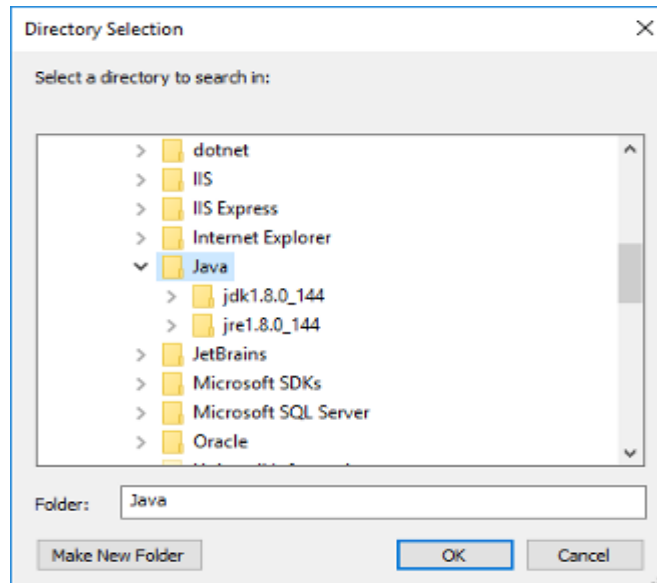 Directory Selection
Select a directory to search in:
dotnet
IIS
IIS Express
Internet Explorer
Java
jdk1.8.0_144
jre1.8.0_144
JetBrains
Microsoft SDKs
Microsoft SQL Server
Oracle
Folder: Java
Make New Folder OK Cancel